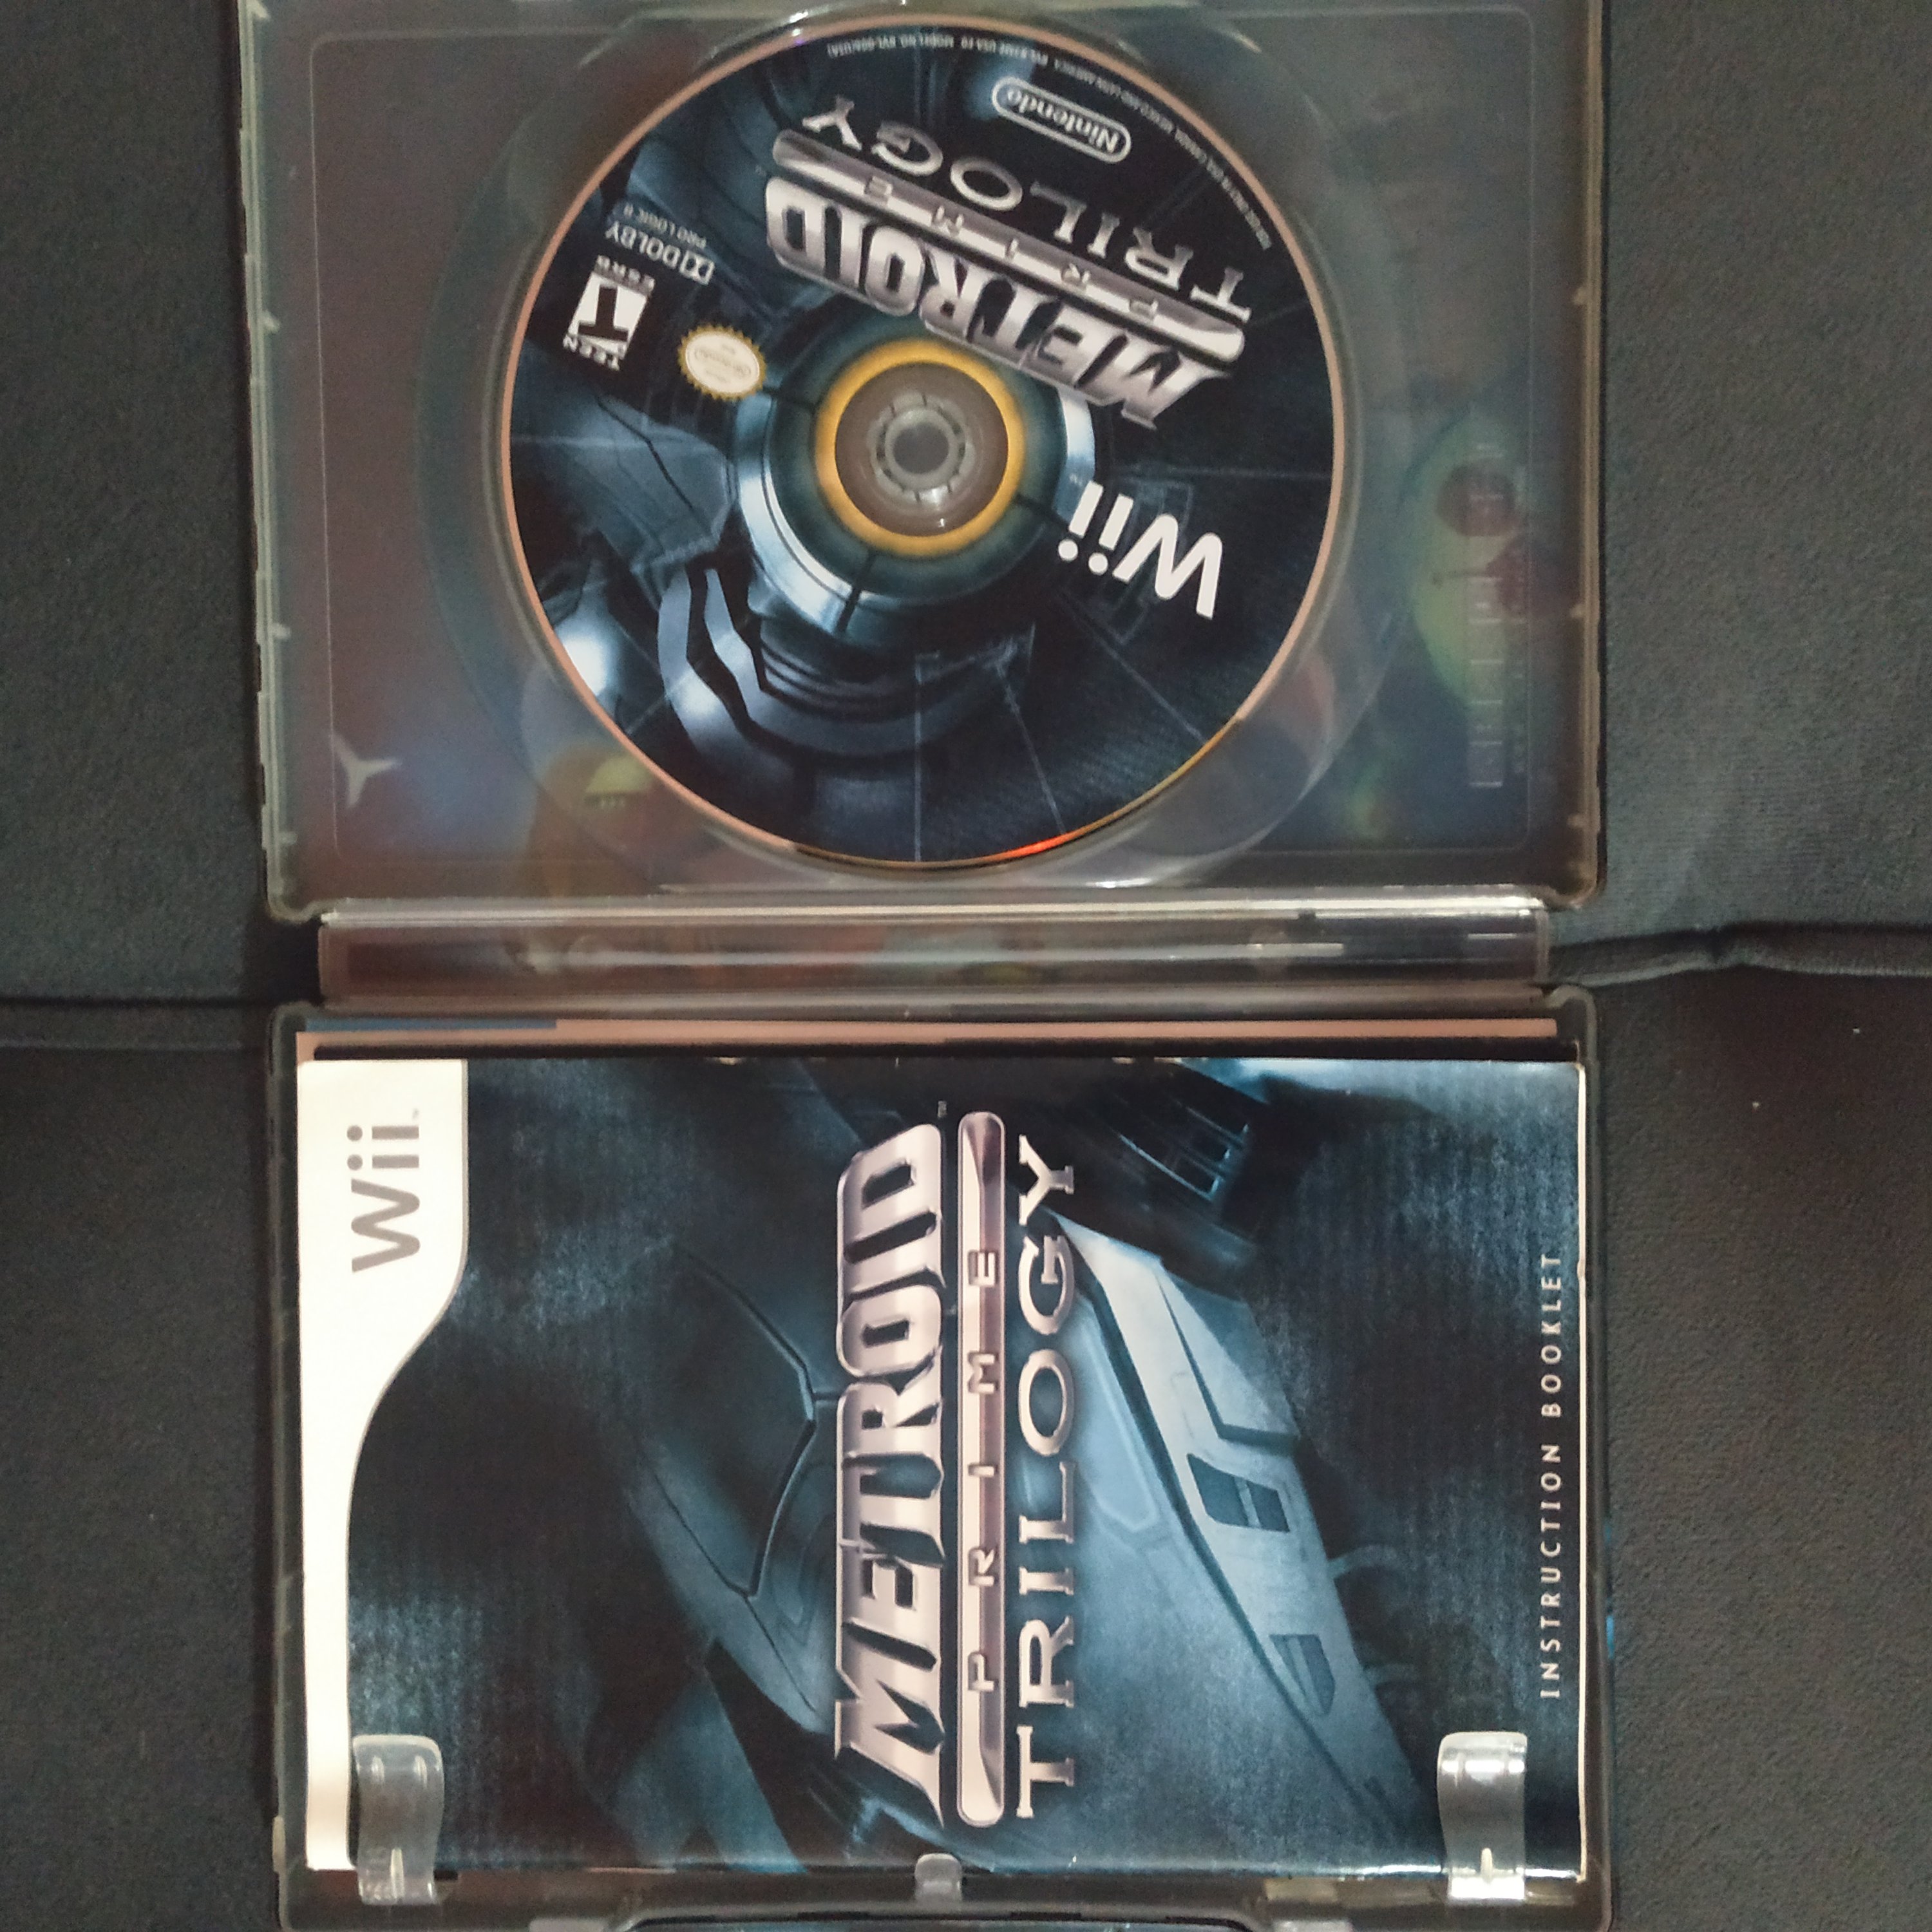 Wii
METROID
PRIME
TRILOGY
INSTRUCTION BOOKLET
TEEN
T
ESRB
DOLBY
PRO LOGIC II
METROID
PRIME
TRILOGY
Wii
Nintendo